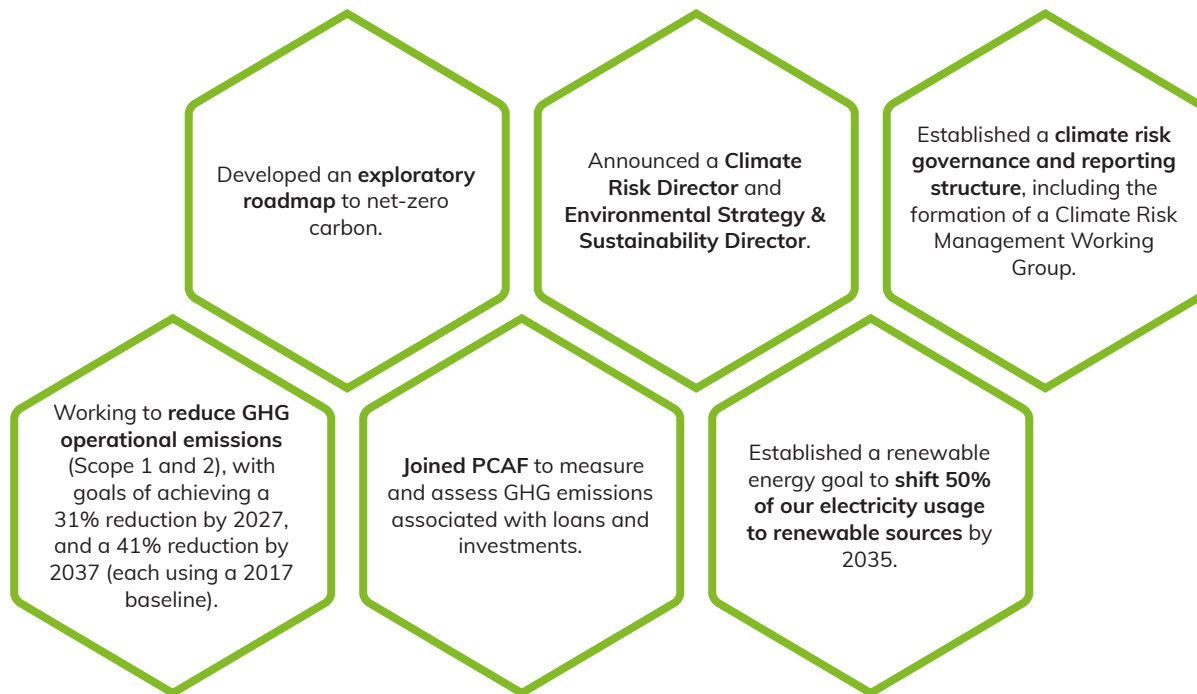 Developed an exploratory
roadmap to net-zero
carbon.
Announced a Climate
Risk Director and
Environmental Strategy &
Sustainability Director.
Established a climate risk
governance and reporting
structure, including the
formation of a Climate Risk
Management Working
Group.
Working to reduce GHG
operational emissions
(Scope 1 and 2), with
goals of achieving a
31% reduction by 2027,
and a 41% reduction by
2037 (each using a 2017
baseline).
Joined PCAF to measure
and assess GHG emissions
associated with loans and
investments.
Established a renewable
energy goal to shift 50%
of our electricity usage
to renewable sources by
2035.